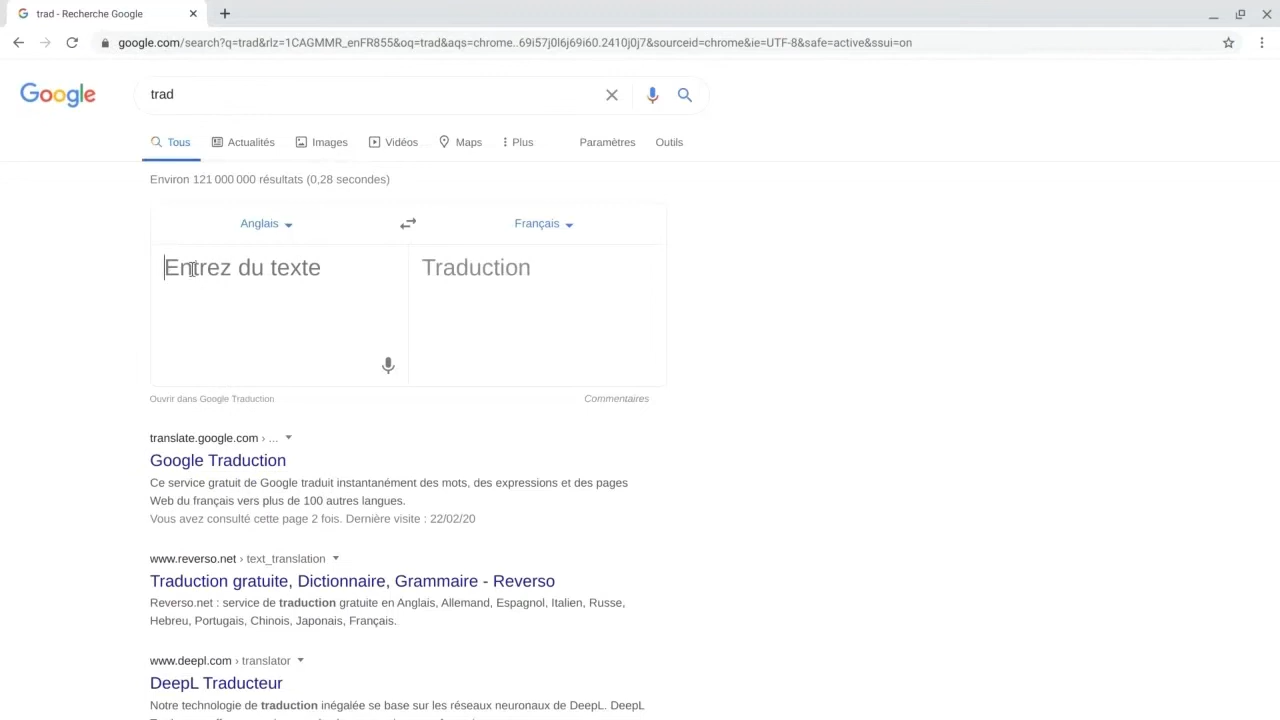 trad - Recherche Google
google.com/search?q=trad&rlz=1CAGMMR_enFR855&oq=trad&aqs=chrome..69i57j0l6j69i60.2410j0j7&sourceid=chrome&ie=UTF-8&safe=active&ssui=on
Google
trad
Tous Actualités Images Vidéos Maps Plus Paramètres Outils
Environ 121 000 000 résultats (0,28 secondes)
Anglais Français
Entrez du texte Traduction
Ouvrir dans Google Traduction Commentaires
translate.google.com › ...
Google Traduction
Ce service gratuit de Google traduit instantanément des mots, des expressions et des pages
Web du français vers plus de 100 autres langues.
Vous avez consulté cette page 2 fois. Dernière visite : 22/02/20
www.reverso.net › text_translation
Traduction gratuite, Dictionnaire, Grammaire - Reverso
Reverso.net : service de traduction gratuite en Anglais, Allemand, Espagnol, Italien, Russe,
Hebreu, Portugais, Chinois, Japonais, Français.
www.deepl.com › translator
DeepL Traducteur
Notre technologie de traduction inégalée se base sur les réseaux neuronaux de DeepL. DeepL